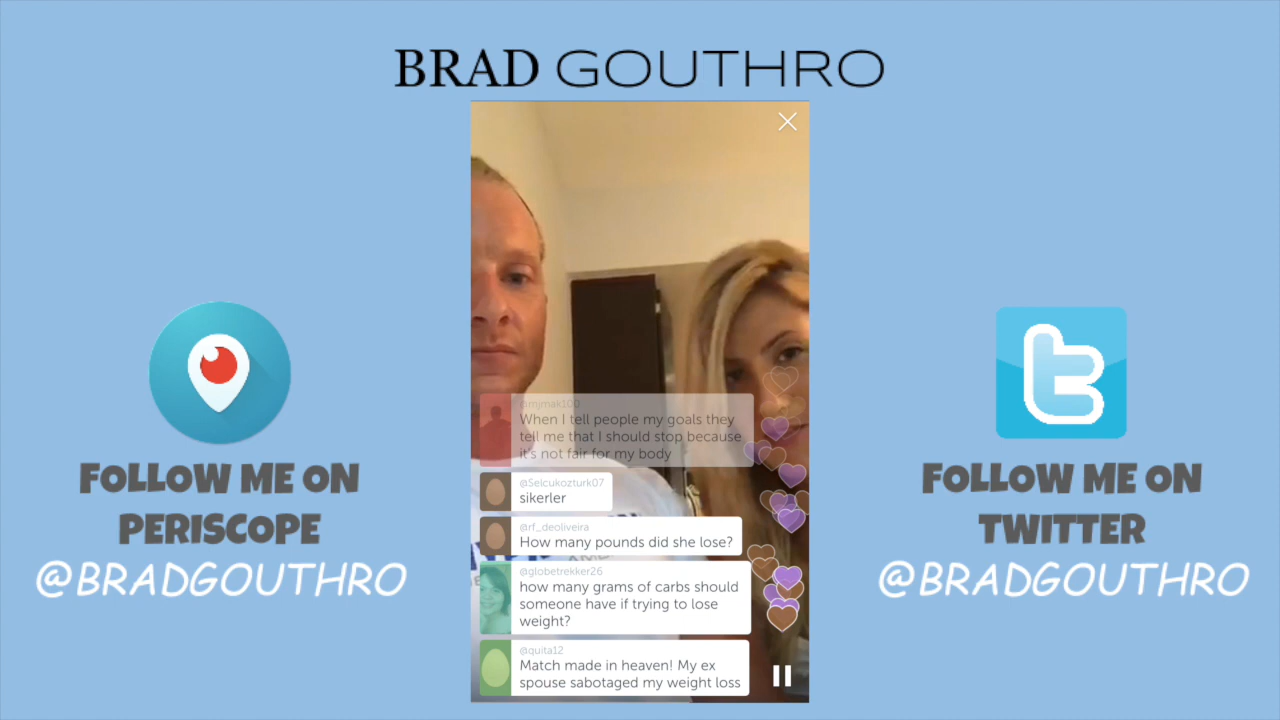 BRAD GOUTHRO
@mjmak100
When I tell people my goals they
tell me that I should stop because
it's not fair for my body
@Selcukozturk07
sikerler
@rf_deoliveira
How many pounds did she lose?
@globetrekker26
how many grams of carbs should
someone have if trying to lose
weight?
@quita12
Match made in heaven! My ex
spouse sabotaged my weight loss
FOLLOW ME ON
PERISCOPE
@BRADGOUTHRO
t
FOLLOW ME ON
TWITTER
@BRADGOUTHRO